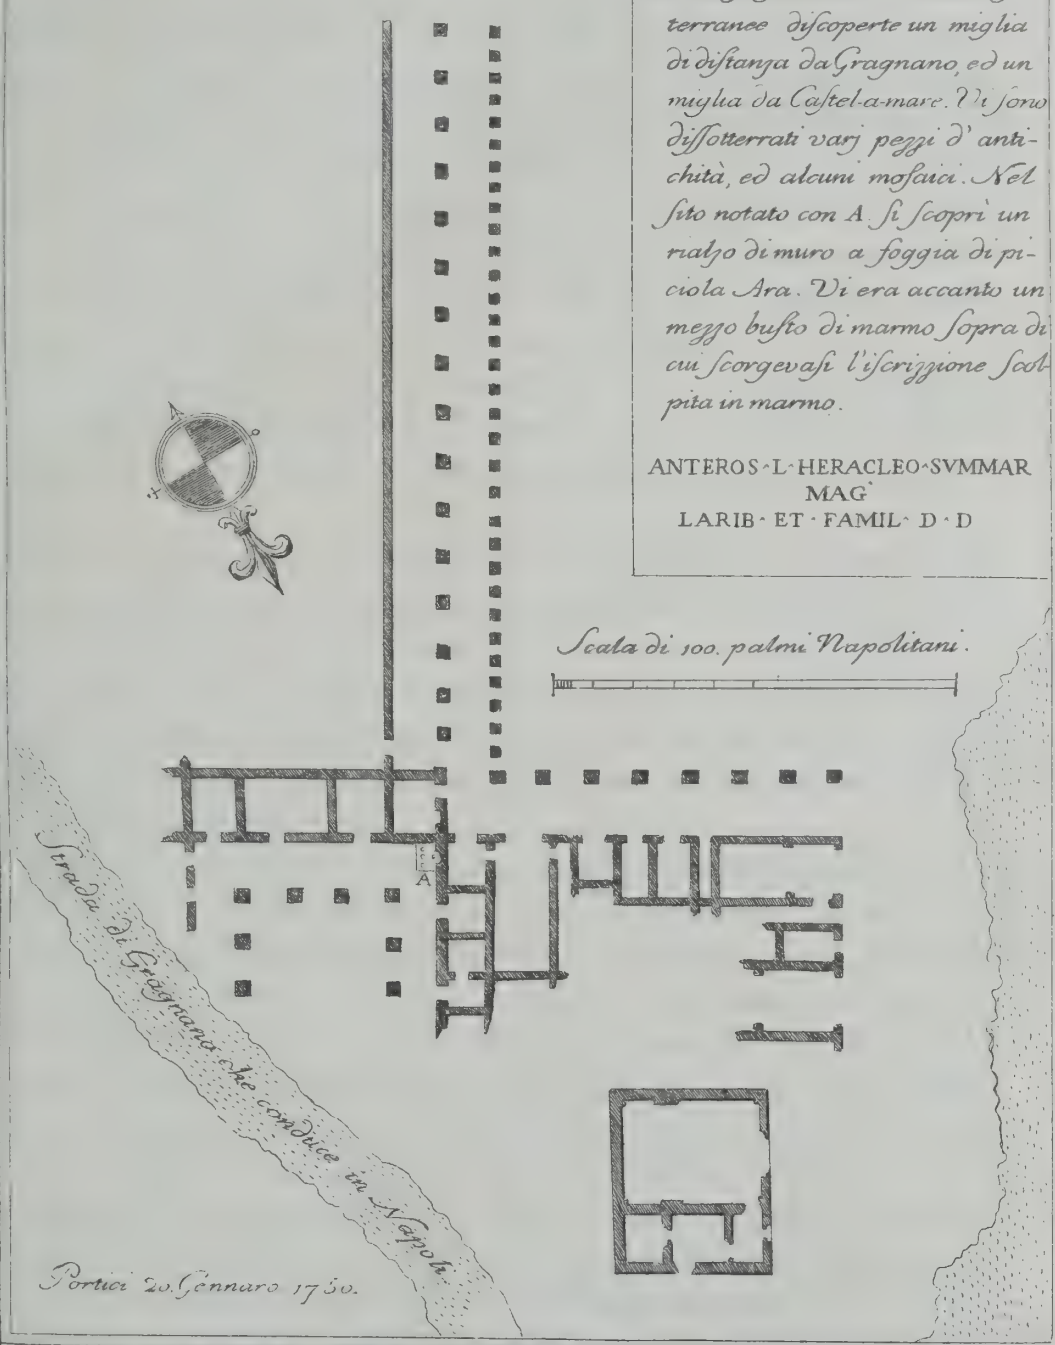 terranee diſcoperte un miglia
di diſtanza da Gragnano, ed un
miglia da Caſtel-a-mare. Vi ſono
diſſotterrati varj pezzi d' anti-
chità, ed alcuni moſaici. Nel
ſito notato con A. ſi ſcoprì un
rialzo di muro a foggia di pi-
ciola Ara. Vi era accanto un
mezzo buſto di marmo ſopra di
cui ſcorgevaſi l'iſcrizzione ſcol-
pita in marmo.
ANTEROS · L · HERACLEO · SVMMAR
MAG
LARIB · ET · FAMIL · D · D
Scala di 100. palmi Napolitani.
A
Strada di Gragnano che conduce in Napoli
Portici 20. Gennaro 1750.